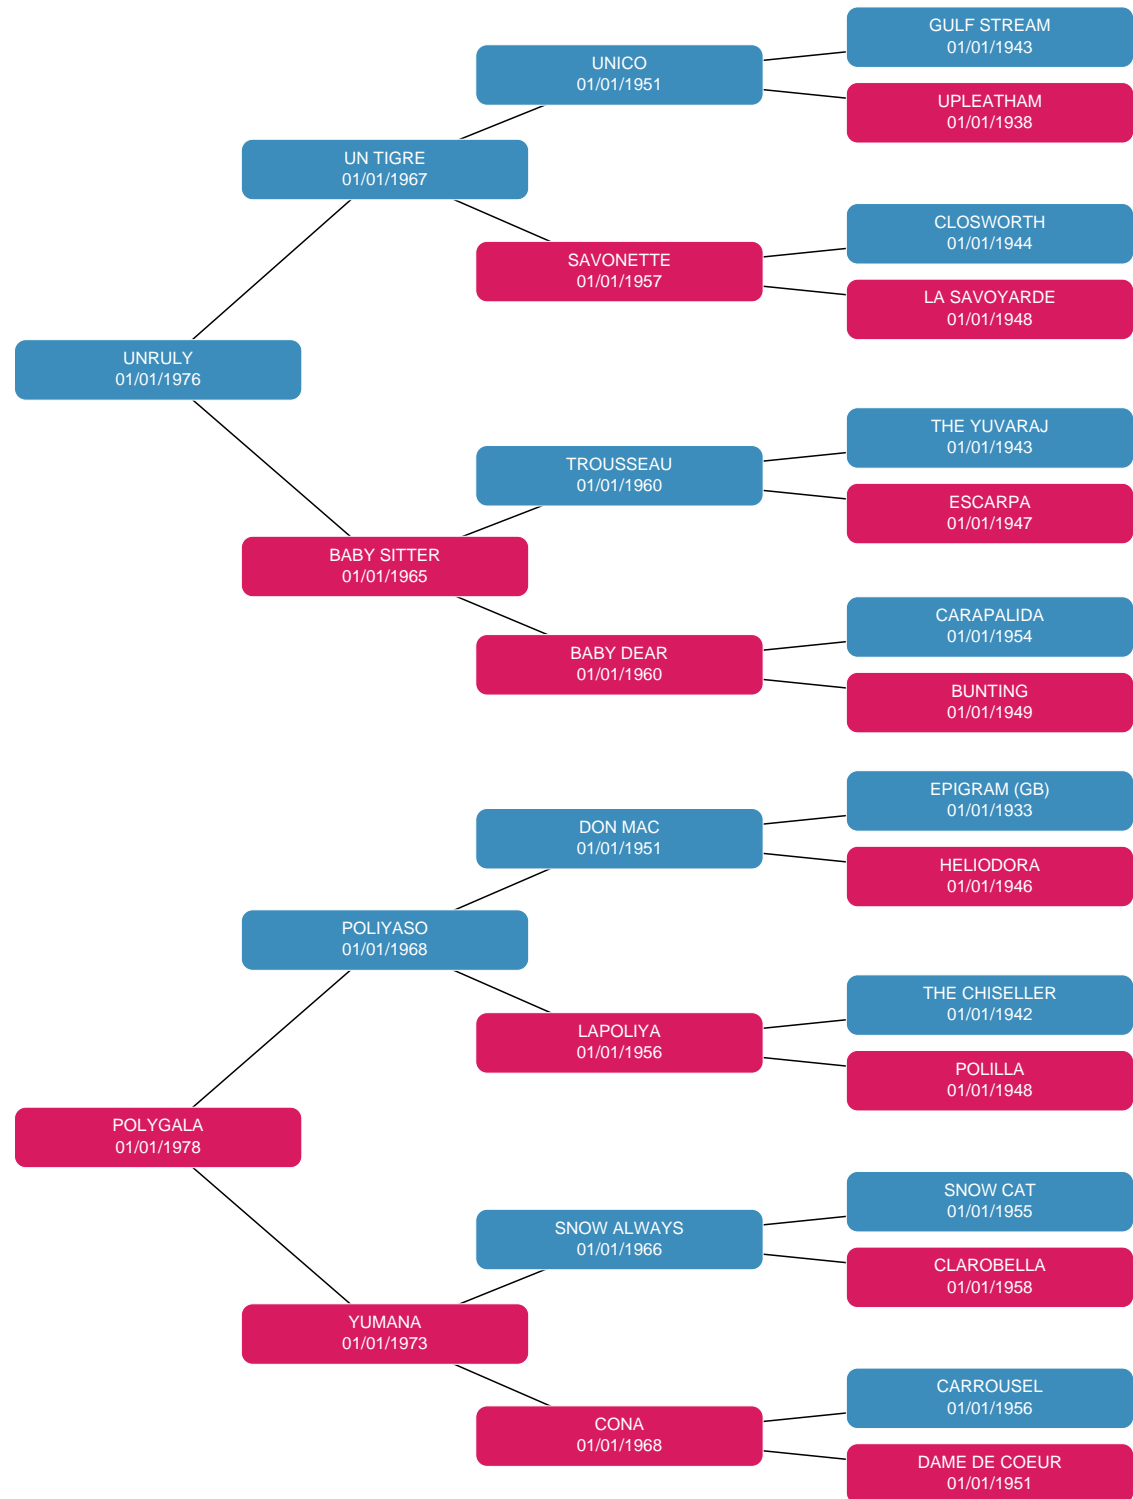 GULF STREAM
01/01/1943
UNICO
01/01/1951
UPLEATHAM
01/01/1938
UN TIGRE
01/01/1967
CLOSWORTH
01/01/1944
SAVONETTE
01/01/1957
LA SAVOYARDE
01/01/1948
UNRULY
01/01/1976
THE YUVARAJ
01/01/1943
TROUSSEAU
01/01/1960
ESCARPA
01/01/1947
BABY SITTER
01/01/1965
CARAPALIDA
01/01/1954
BABY DEAR
01/01/1960
BUNTING
01/01/1949
EPIGRAM (GB)
01/01/1933
DON MAC
01/01/1951
HELIODORA
01/01/1946
POLIYASO
01/01/1968
THE CHISELLER
01/01/1942
LAPOLIYA
01/01/1956
POLILLA
01/01/1948
POLYGALA
01/01/1978
SNOW CAT
01/01/1955
SNOW ALWAYS
01/01/1966
CLAROBELLA
01/01/1958
YUMANA
01/01/1973
CARROUSEL
01/01/1956
CONA
01/01/1968
DAME DE COEUR
01/01/1951